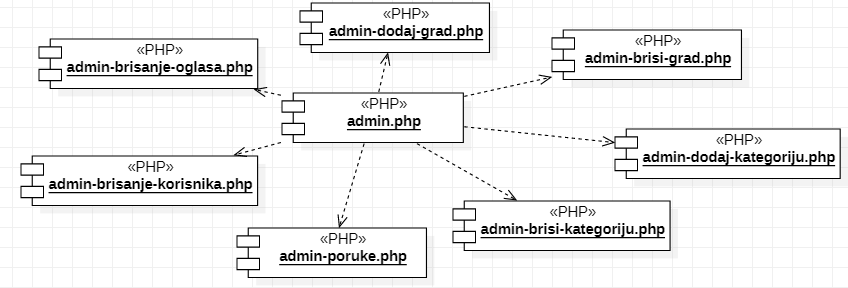 «PHP»
admin-dodaj-grad.php
«PHP»
admin-brisanje-oglasa.php
«PHP»
admin-brisi-grad.php
«PHP»
admin.php
«PHP»
admin-dodaj-kategoriju.php
«PHP»
admin-brisanje-korisnika.php
«PHP»
admin-brisi-kategoriju.php
«PHP»
admin-poruke.php